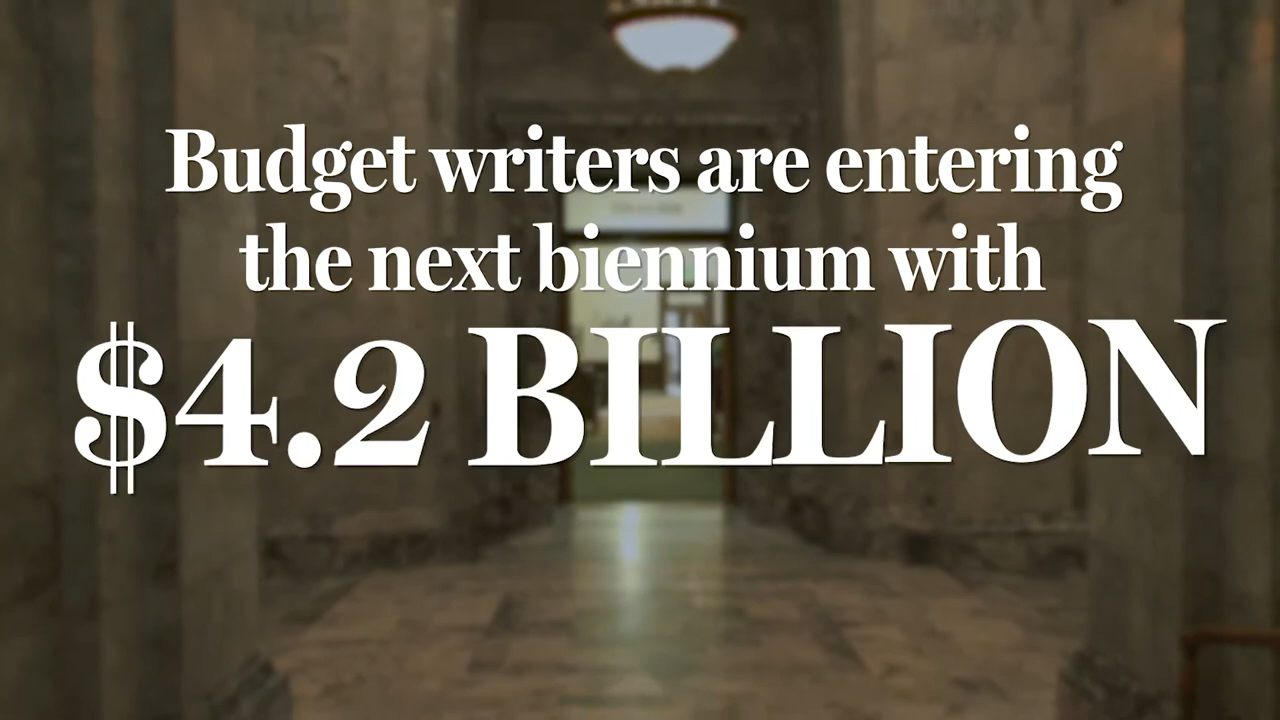 Budget writers are entering
the next biennium with
$4.2 BILLION